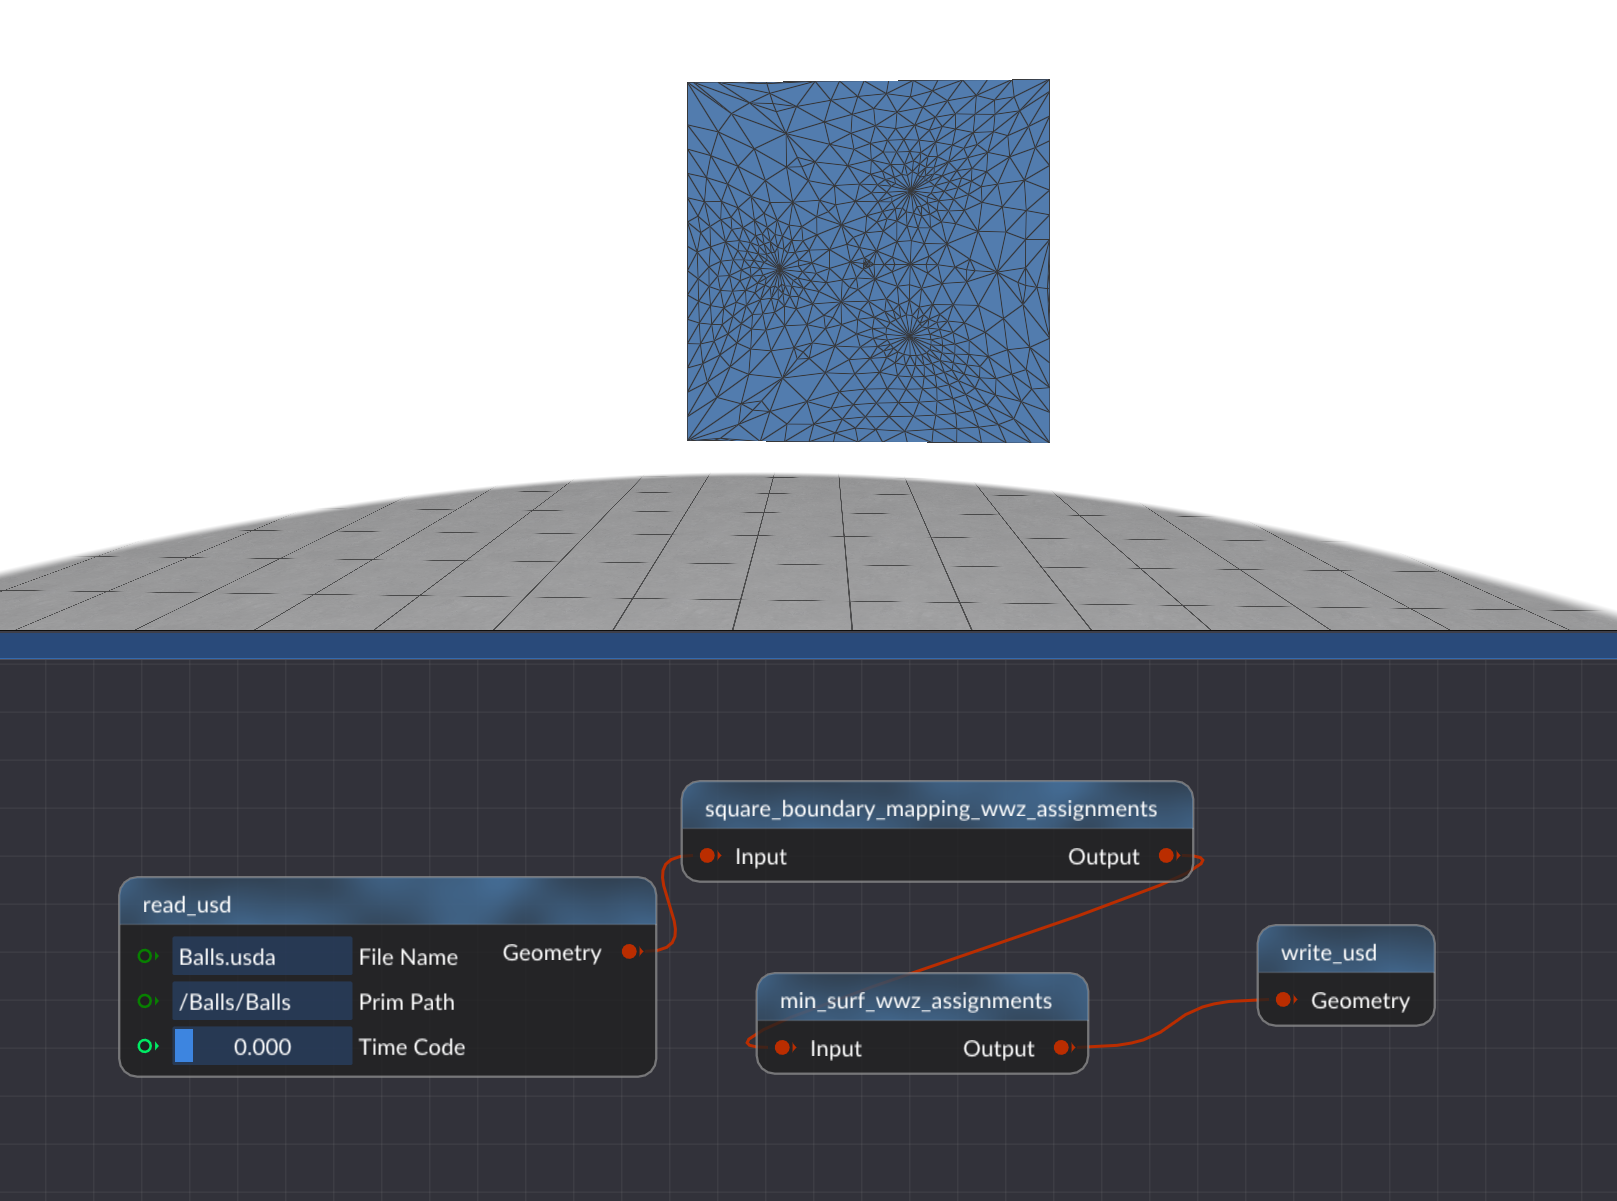 square_boundary_mapping_wwz_assignments
Input Output
read_usd
Balls.usda File Name Geometry
/Balls/Balls Prim Path
0.000 Time Code
min_surf_wwz_assignments
Input Output
write_usd
Geometry